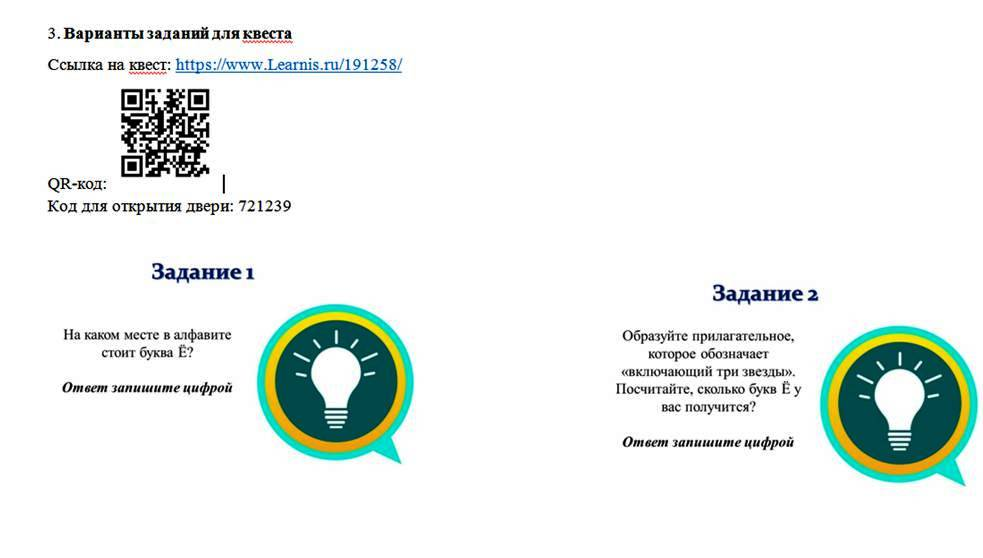 3. Варианты заданий для квеста
Ссылка на квест: https://www.Learnis.ru/191258/
QR-код:
Код для открытия двери: 721239
Задание 1
На каком месте в алфавите
стоит буква Ё?
Ответ запишите цифрой
Задание 2
Образуйте прилагательное,
которое обозначает
«включающий три звезды».
Посчитайте, сколько букв Ё у
вас получится?
Ответ запишите цифрой